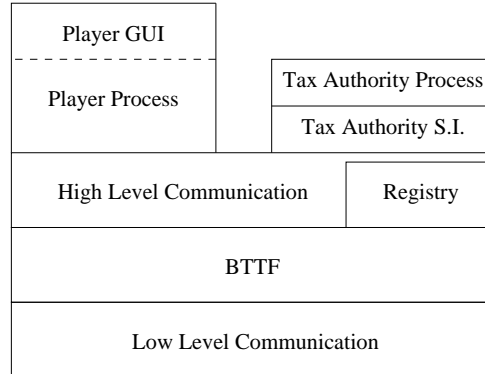 Player GUI
Player Process
Tax Authority Process
Tax Authority S.I.
High Level Communication
Registry
BTTF
Low Level Communication